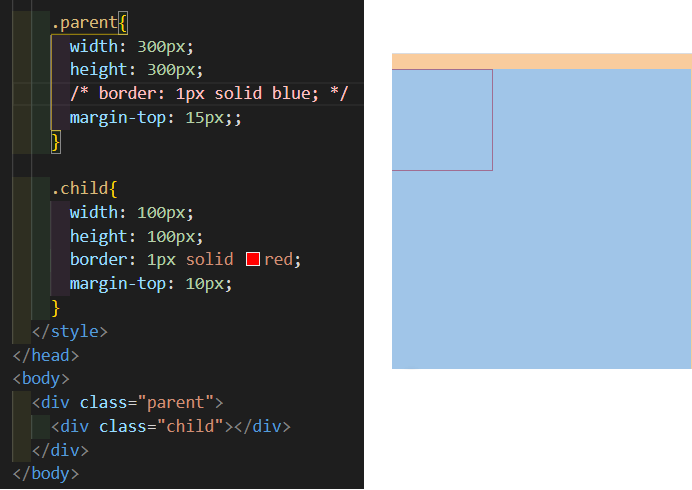 .parent{
width: 300px;
height: 300px;
/* border: 1px solid blue; */
margin-top: 15px;;
}
.child{
width: 100px;
height: 100px;
border: 1px solid red;
margin-top: 10px;
}
</style>
</head>
<body>
<div class="parent">
<div class="child"></div>
</div>
</body>